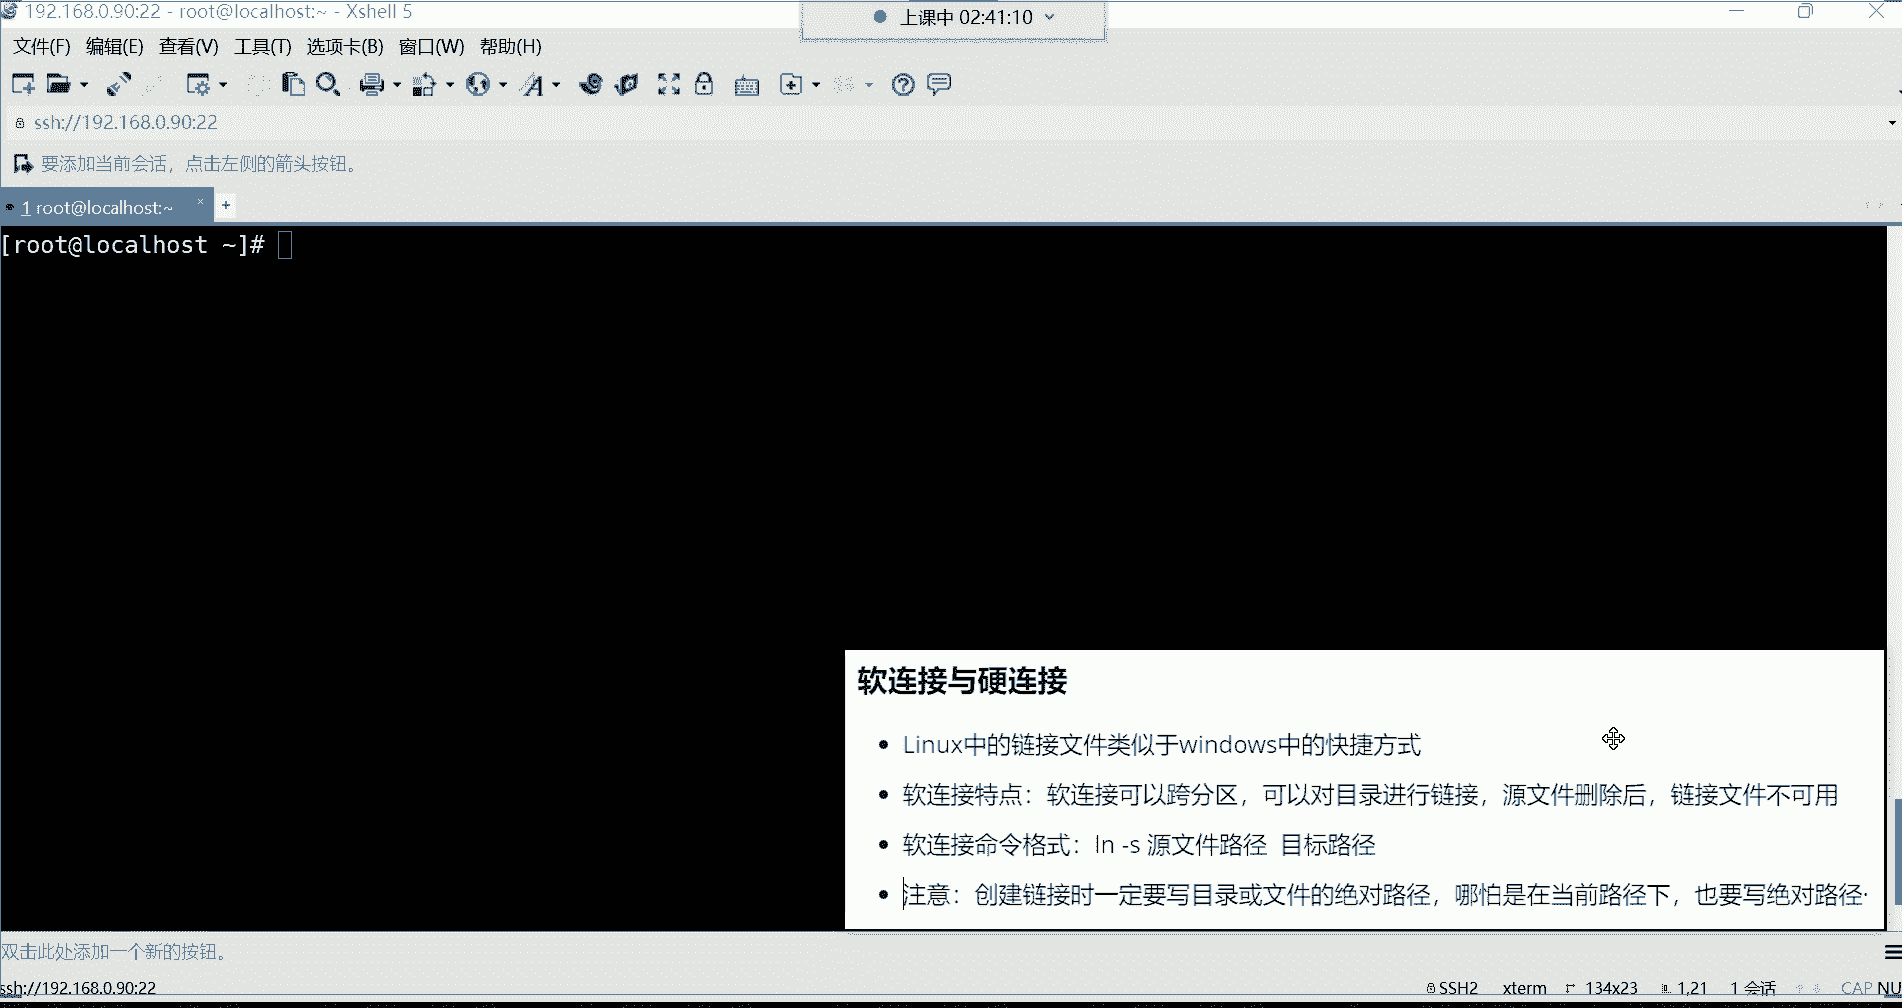 192.168.0.90:22 - root@localhost:~ - Xshell 5
上课中 02:41:10
文件(F) 编辑(E) 查看(V) 工具(T) 选项卡(B) 窗口(W) 帮助(H)
ssh://192.168.0.90:22
要添加当前会话，点击左侧的箭头按钮。
1 root@localhost:~ × +
[root@localhost ~]#
软连接与硬连接
• Linux中的链接文件类似于windows中的快捷方式
• 软连接特点：软连接可以跨分区，可以对目录进行链接，源文件删除后，链接文件不可用
• 软连接命令格式：ln -s 源文件路径 目标路径
• 注意：创建链接时一定要写目录或文件的绝对路径，哪怕是在当前路径下，也要写绝对路径
双击此处添加一个新的按钮。
ssh://192.168.0.90:22 SSH2 xterm 134x23 1,21 1 会话 CAP NU